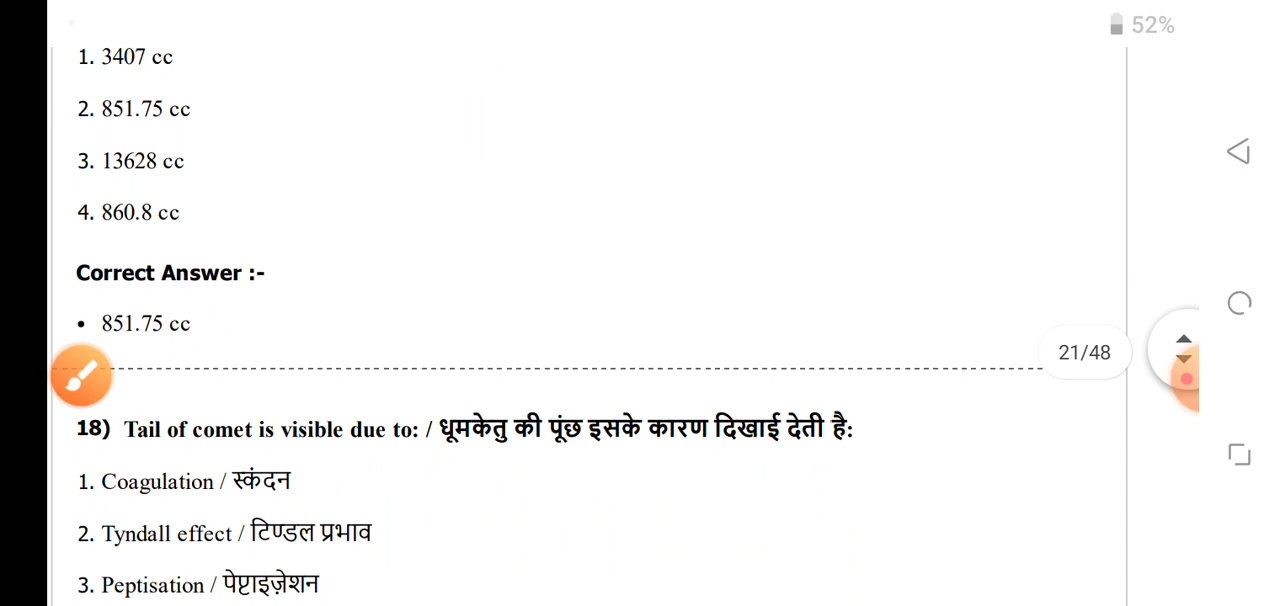 52%
1. 3407 cc
2. 851.75 cc
3. 13628 cc
4. 860.8 cc
Correct Answer :-
• 851.75 cc
21/48
18) Tail of comet is visible due to: / धूमकेतु की पूंछ इसके कारण दिखाई देती है:
1. Coagulation / स्कंदन
2. Tyndall effect / टिण्डल प्रभाव
3. Peptisation / पेप्टाइज़ेशन